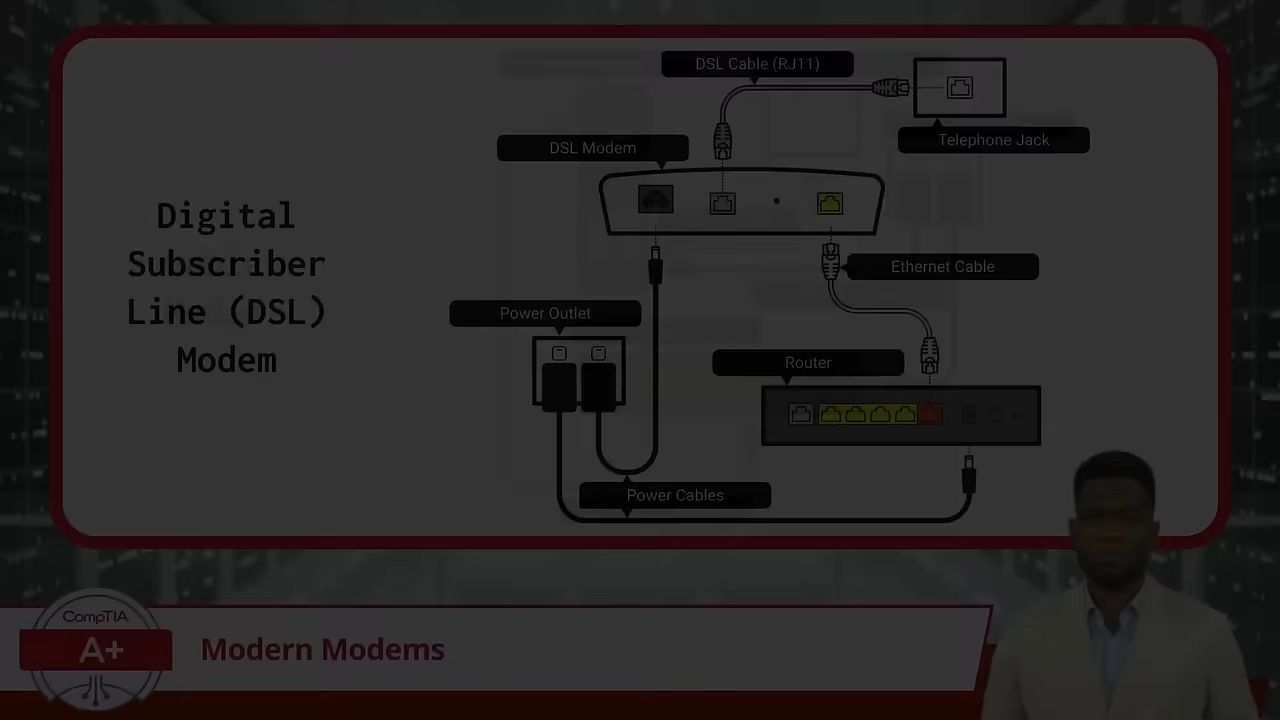 Digital
Subscriber
Line (DSL)
Modem
DSL Cable (RJ11)
Telephone Jack
DSL Modem
Ethernet Cable
Power Outlet
Router
Power Cables
CompTIA
A+
Modern Modems